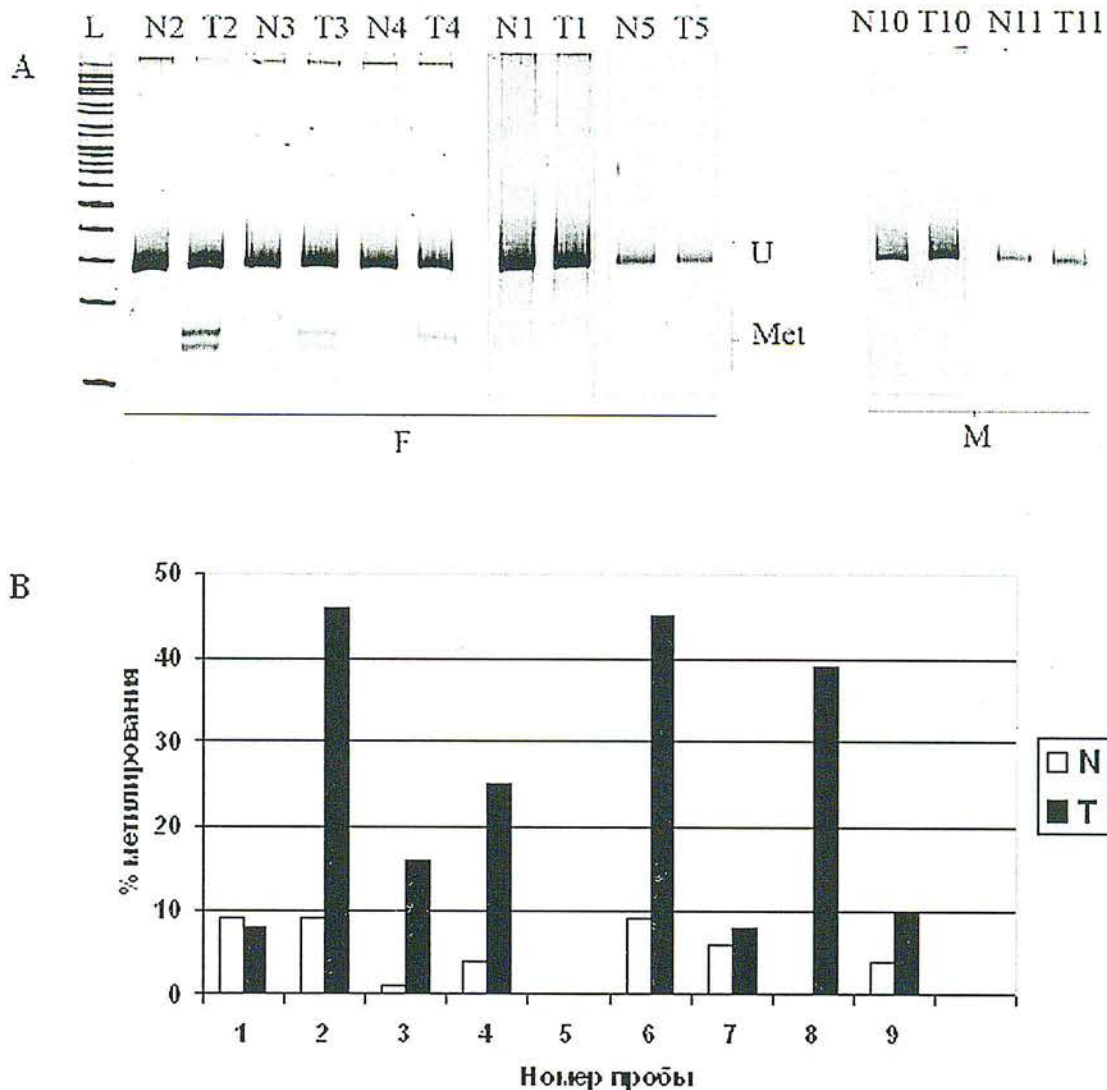 L N2 T2 N3 T3 N4 T4 N1 T1 N5 T5 N10 T10 N11 T11
A
U
Met
F
M
B
50
40
30
20
10
0
% метилирования
N
T
1 2 3 4 5 6 7 8 9
Номер пробы